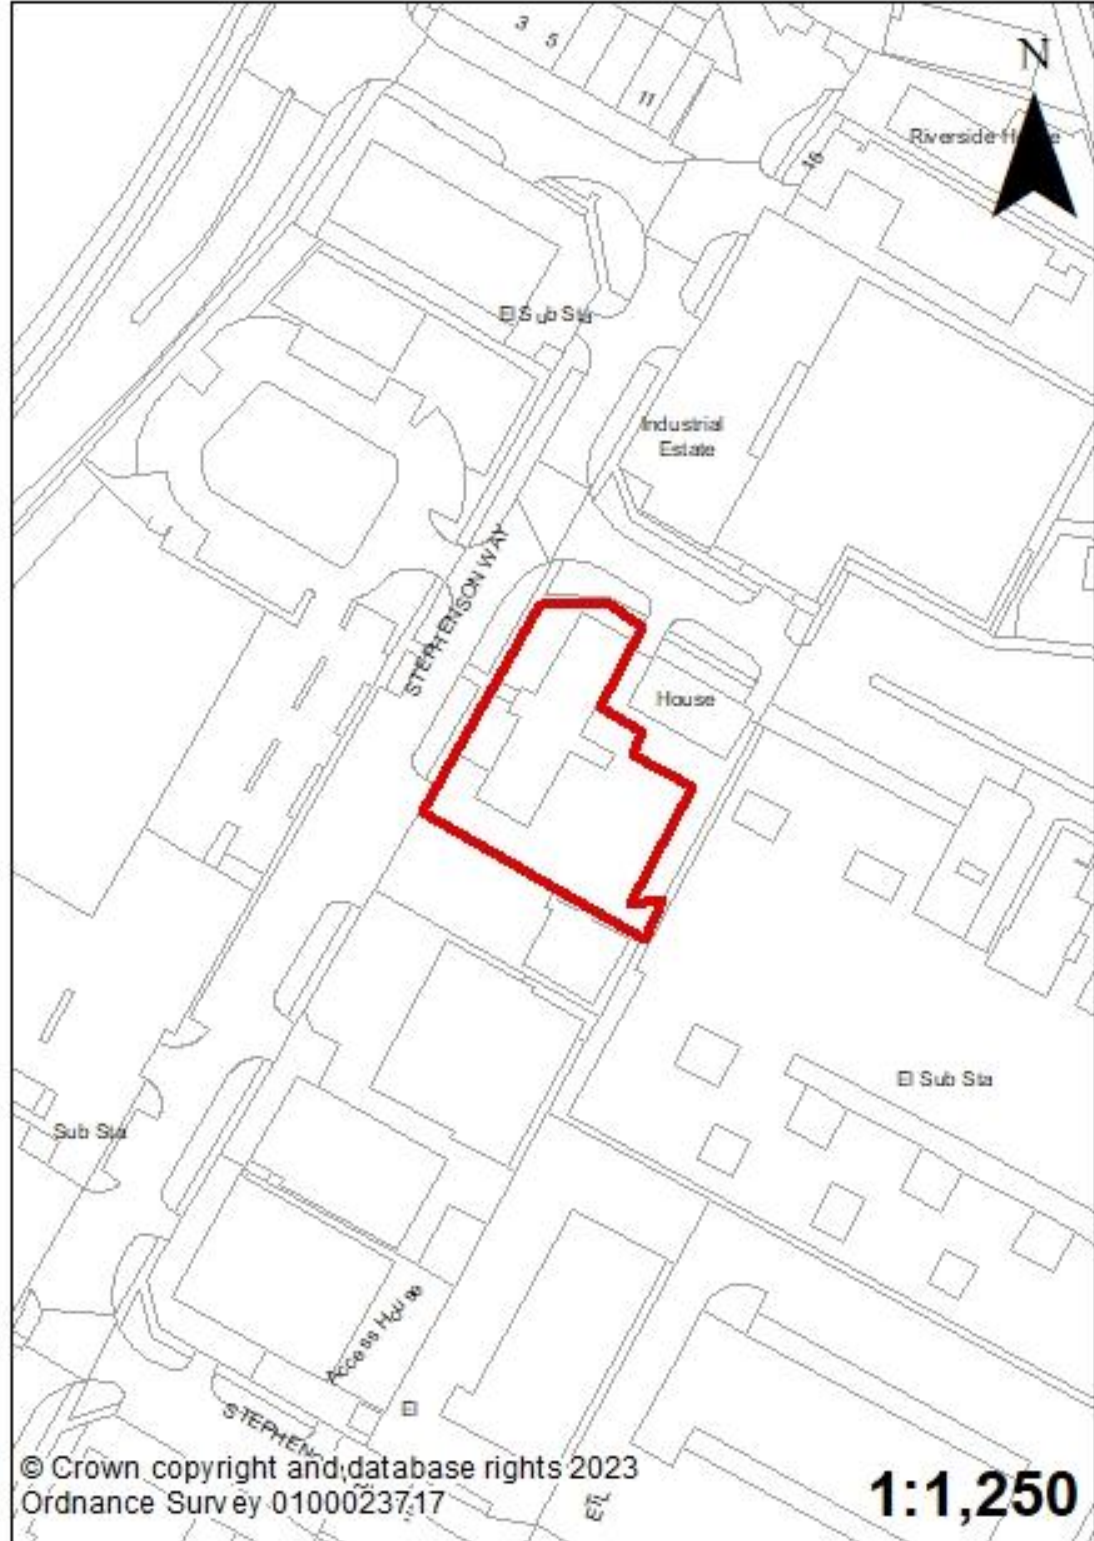 3
5
11
N
Riverside H e
16
El Sub Sta
Industrial
Estate
STEPHENSON WAY
House
El Sub Sta
Sub Sta
Access House
El
STEPHEN
© Crown copyright and database rights 2023
Ordnance Survey 0100023717
1:1,250